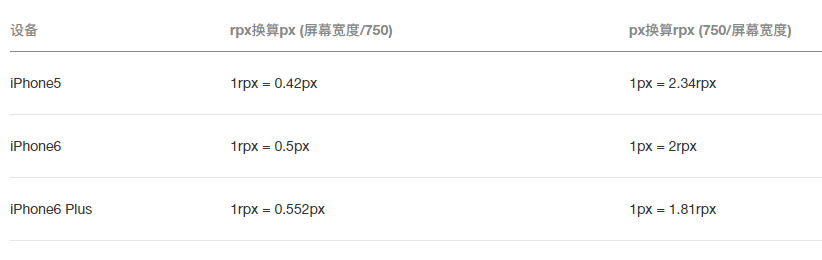 设备 rpx换算px (屏幕宽度/750) px换算rpx (750/屏幕宽度)
iPhone5 1rpx = 0.42px 1px = 2.34rpx
iPhone6 1rpx = 0.5px 1px = 2rpx
iPhone6 Plus 1rpx = 0.552px 1px = 1.81rpx